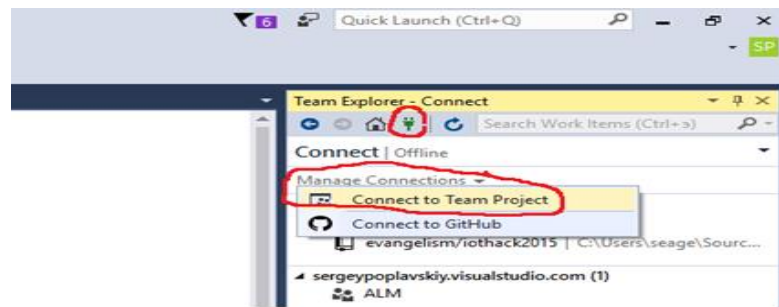 6 Quick Launch (Ctrl+Q)
SP
Team Explorer - Connect
Search Work Items (Ctrl+э)
Connect | Offline
Manage Connections
Connect to Team Project
Connect to GitHub
evangelism/iothack2015 | C:\Users\seage\Sourc...
sergeypoplavskiy.visualstudio.com (1)
ALM